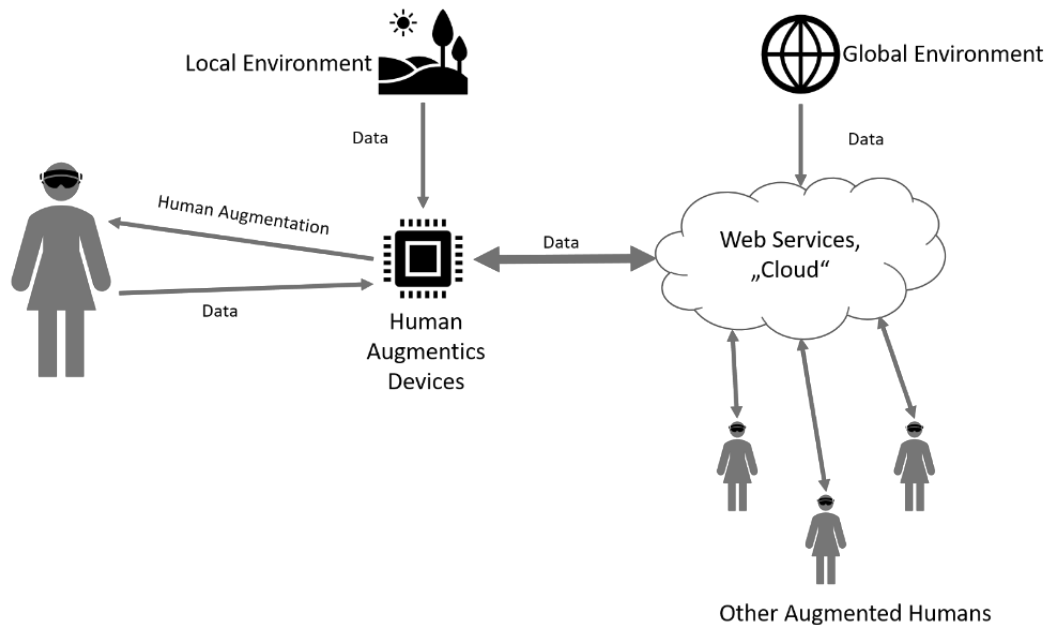 Local Environment
Global Environment
Data
Data
Human Augmentation
Data
Web Services,
„Cloud“
Data
Human
Augmentics
Devices
Other Augmented Humans